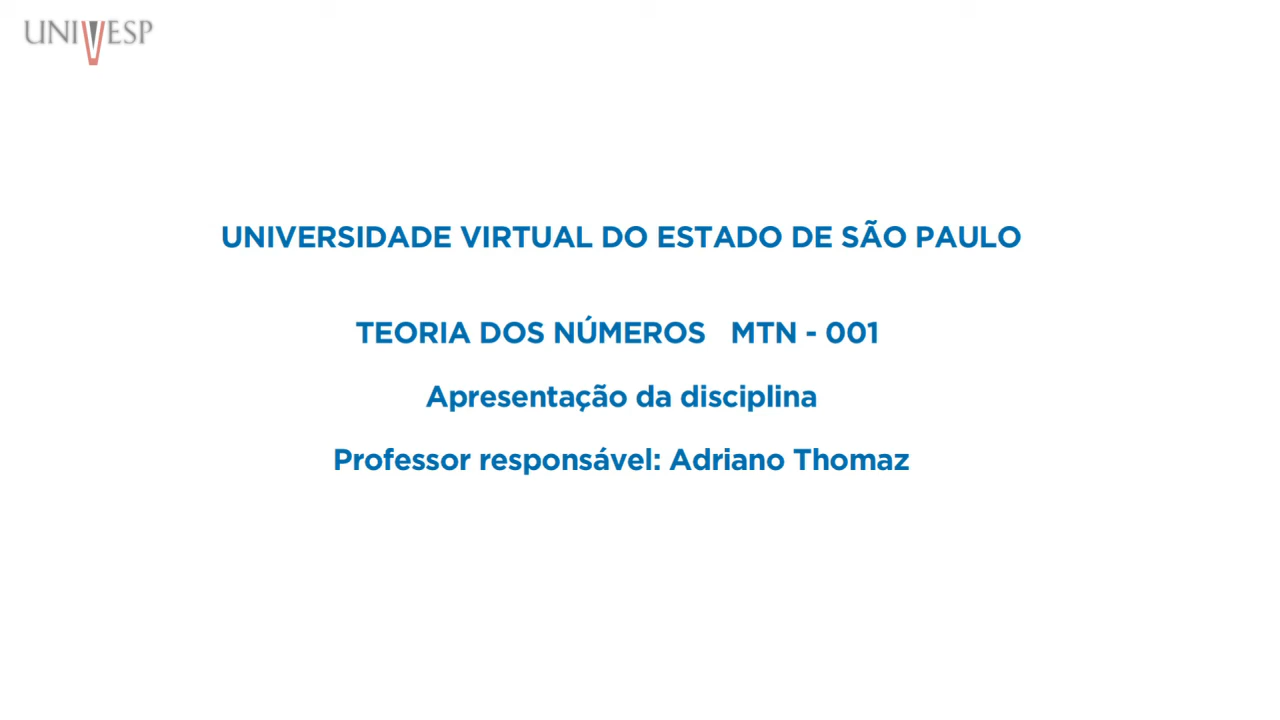 UNIVESP
UNIVERSIDADE VIRTUAL DO ESTADO DE SÃO PAULO
TEORIA DOS NÚMEROS MTN - 001
Apresentação da disciplina
Professor responsável: Adriano Thomaz